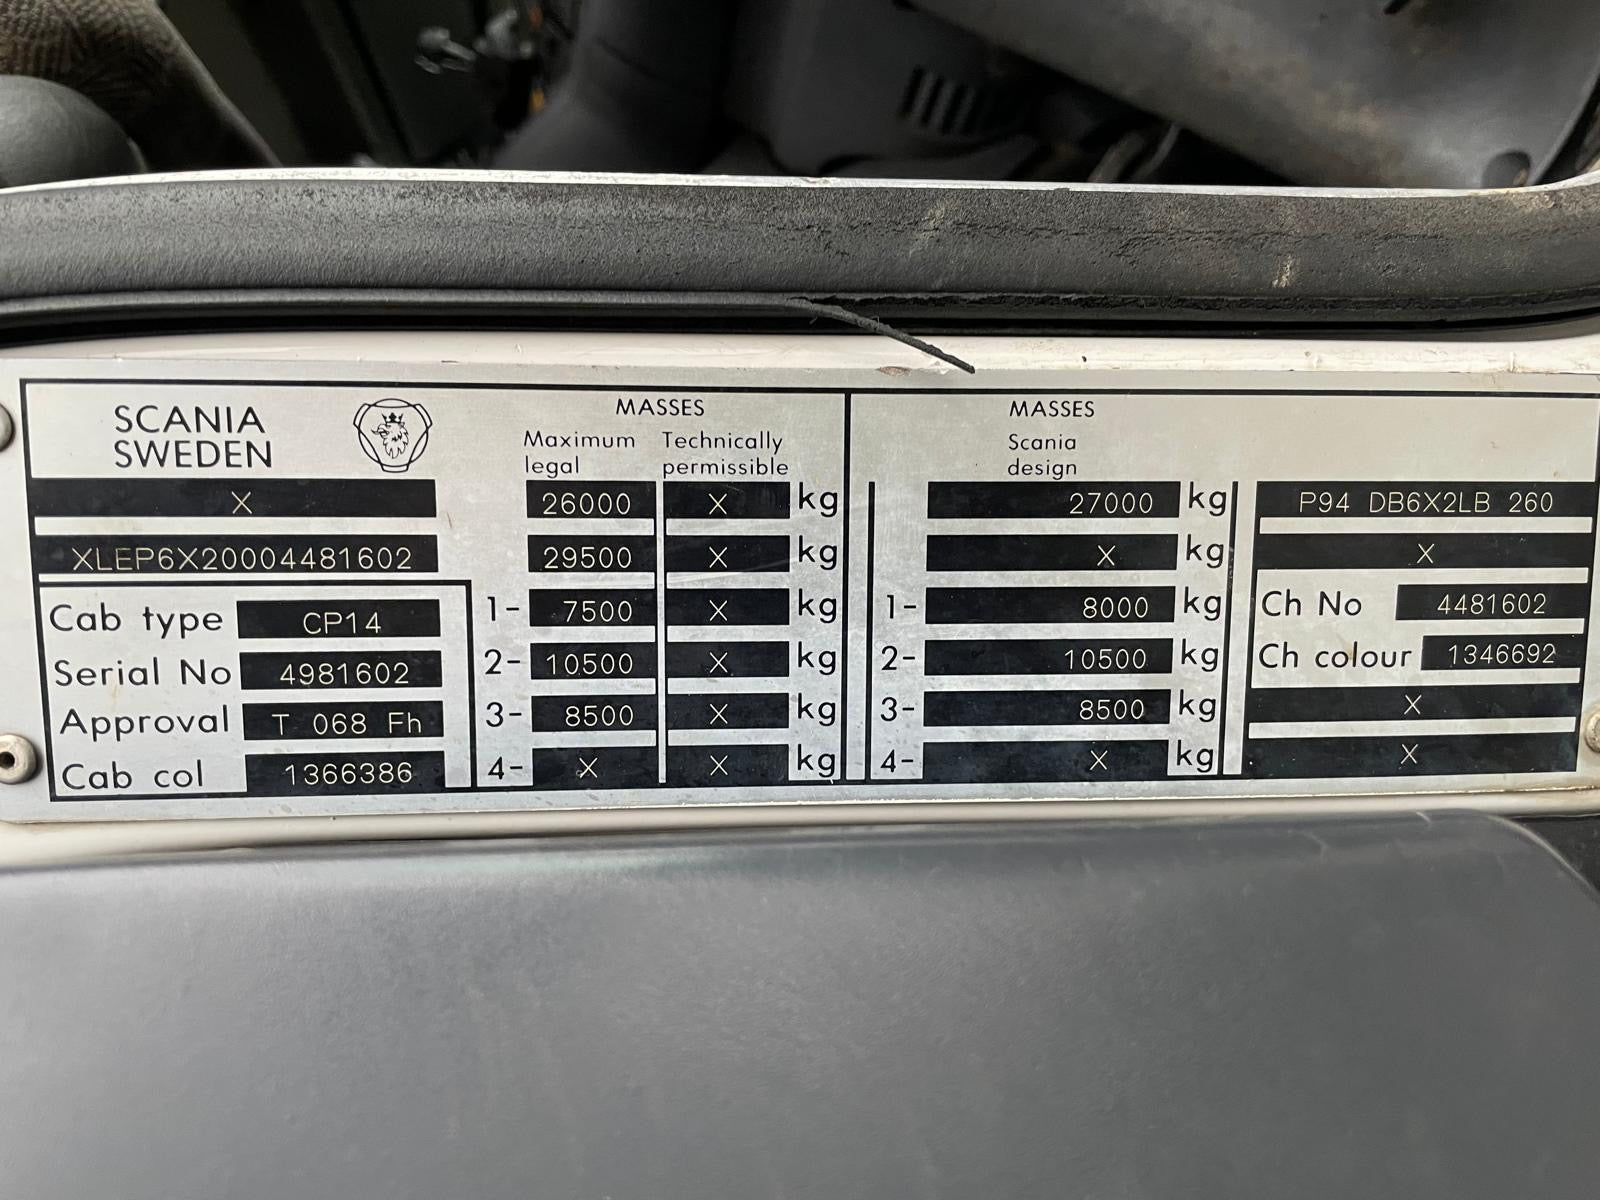 SCANIA
SWEDEN
X
XLEP6X20004481602
Cab type CP14
Serial No 4981602
Approval T 068 Fh
Cab col 1366386
MASSES
Maximum legal
Technically permissible
26000 X kg
29500 X kg
1- 7500 X kg
2- 10500 X kg
3- 8500 X kg
4- X X kg
MASSES
Scania
design
27000 kg
X kg
1- 8000 kg
2- 10500 kg
3- 8500 kg
4- X kg
P94 DB6X2LB 260
X
Ch No 4481602
Ch colour 1346692
X
X